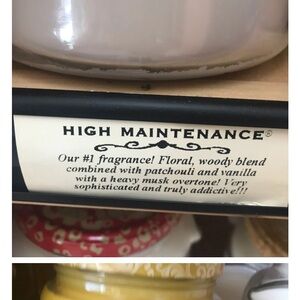 HIGH MAINTENANCE®
Our #1 fragrance! Floral, woody blend
combined with patchouli and vanilla
with a heavy musk overtone! Very
sophisticated and truly addictive!!!